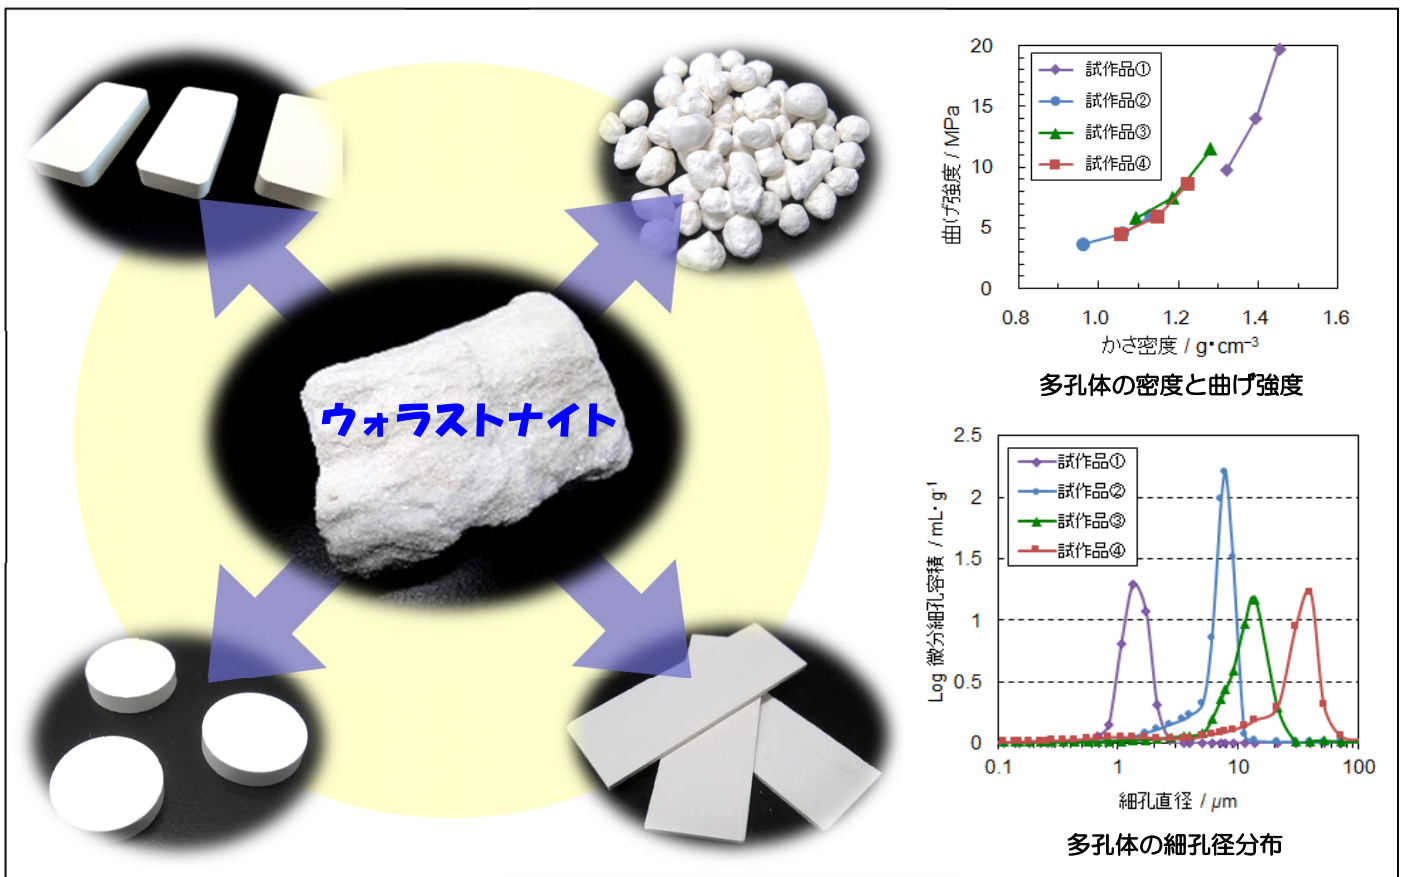 ウォラストナイト
20
15
10
5
0
曲げ強度 / MPa
試作品①
試作品②
試作品③
試作品④
0.8 1.0 1.2 1.4 1.6
かさ密度 / g・cm⁻³
多孔体の密度と曲げ強度
2.5
2
1.5
1
0.5
0
Log 微分細孔容積 / mL・g⁻¹
試作品①
試作品②
試作品③
試作品④
0.1 1 10 100
細孔直径 / μm
多孔体の細孔径分布